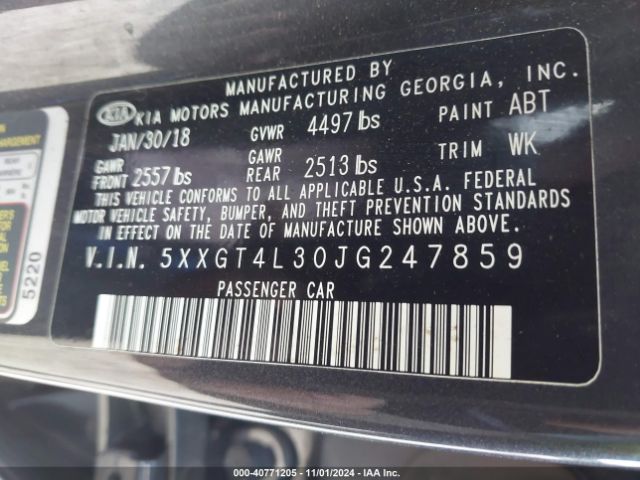 MANUFACTURED BY
KIA KIA MOTORS MANUFACTURING GEORGIA, INC.
JAN/30/18 GVWR 4497 lbs PAINT ABT
GAWR FRONT 2557 lbs GAWR REAR 2513 lbs TRIM WK
THIS VEHICLE CONFORMS TO ALL APPLICABLE U.S.A. FEDERAL
MOTOR VEHICLE SAFETY, BUMPER, AND THEFT PREVENTION STANDARDS
IN EFFECT ON THE DATE OF MANUFACTURE SHOWN ABOVE.
V.I.N. 5XXGT4L30JG247859
PASSENGER CAR
5220
000-40771205 • 11/01/2024 - IAA Inc.